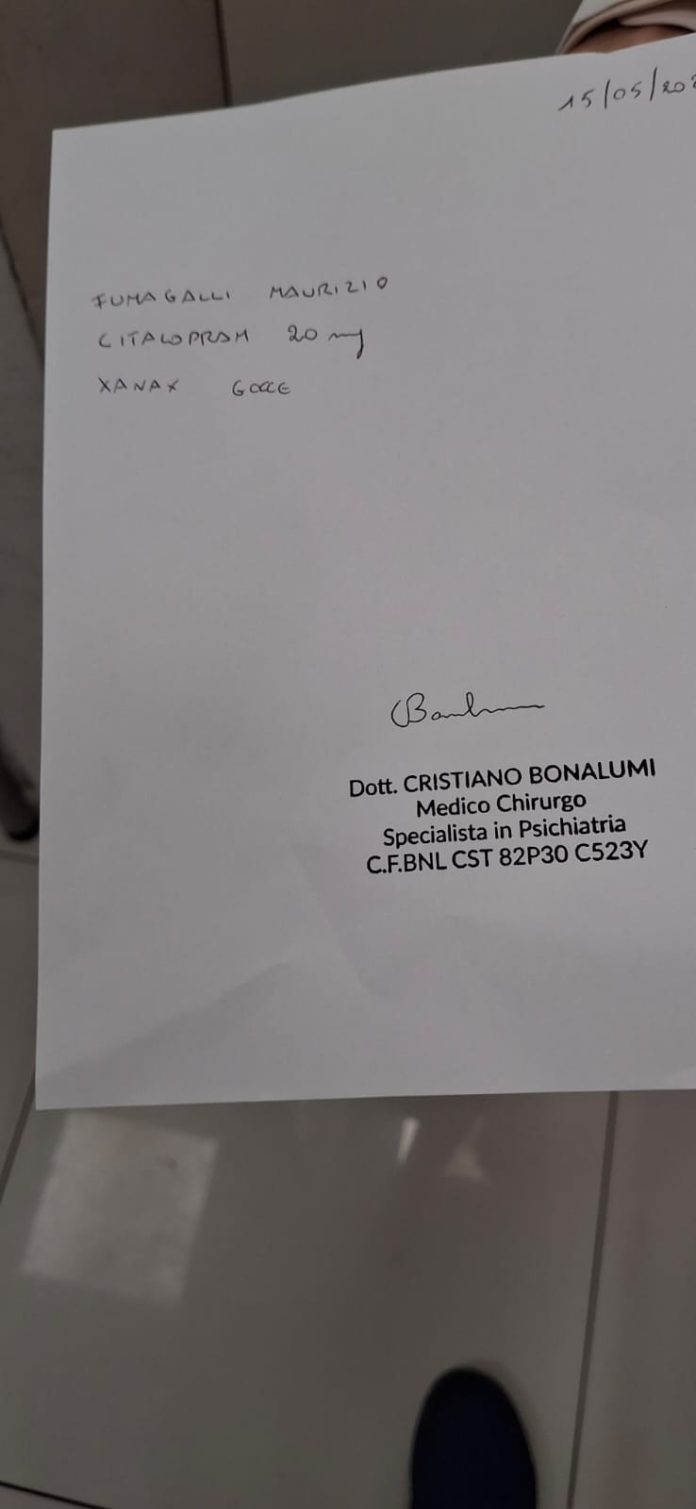 15/05/20
FUMAGALLI MAURIZIO
CITALOPRAM 20 mg
XANAX GOCCE
Dott. CRISTIANO BONALUMI
Medico Chirurgo
Specialista in Psichiatria
C.F.BNL CST 82P30 C523Y